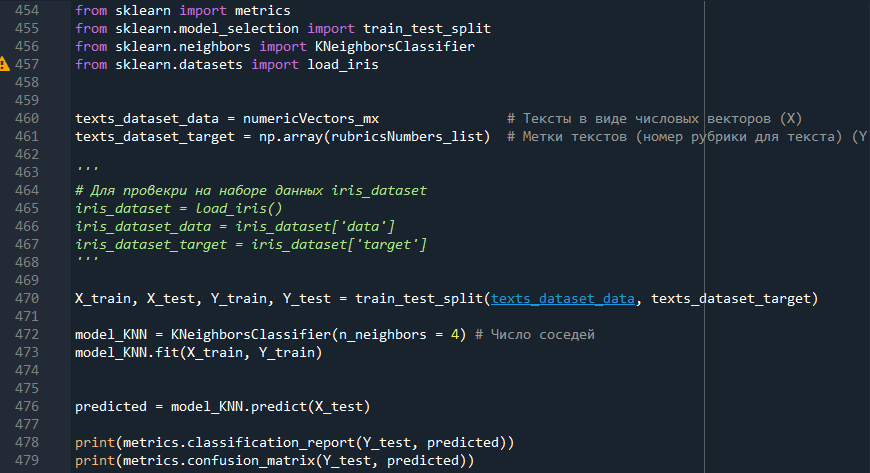 454 from sklearn import metrics
455 from sklearn.model_selection import train_test_split
456 from sklearn.neighbors import KNeighborsClassifier
457 from sklearn.datasets import load_iris
458
459
460 texts_dataset_data = numericVectors_mx # Тексты в виде числовых векторов (X)
461 texts_dataset_target = np.array(rubricsNumbers_list) # Метки текстов (номер рубрики для текста) (Y
462
463 '''
464 # Для провекри на наборе данных iris_dataset
465 iris_dataset = load_iris()
466 iris_dataset_data = iris_dataset['data']
467 iris_dataset_target = iris_dataset['target']
468 '''
469
470 X_train, X_test, Y_train, Y_test = train_test_split(texts_dataset_data, texts_dataset_target)
471
472 model_KNN = KNeighborsClassifier(n_neighbors = 4) # Число соседей
473 model_KNN.fit(X_train, Y_train)
474
475
476 predicted = model_KNN.predict(X_test)
477
478 print(metrics.classification_report(Y_test, predicted))
479 print(metrics.confusion_matrix(Y_test, predicted))